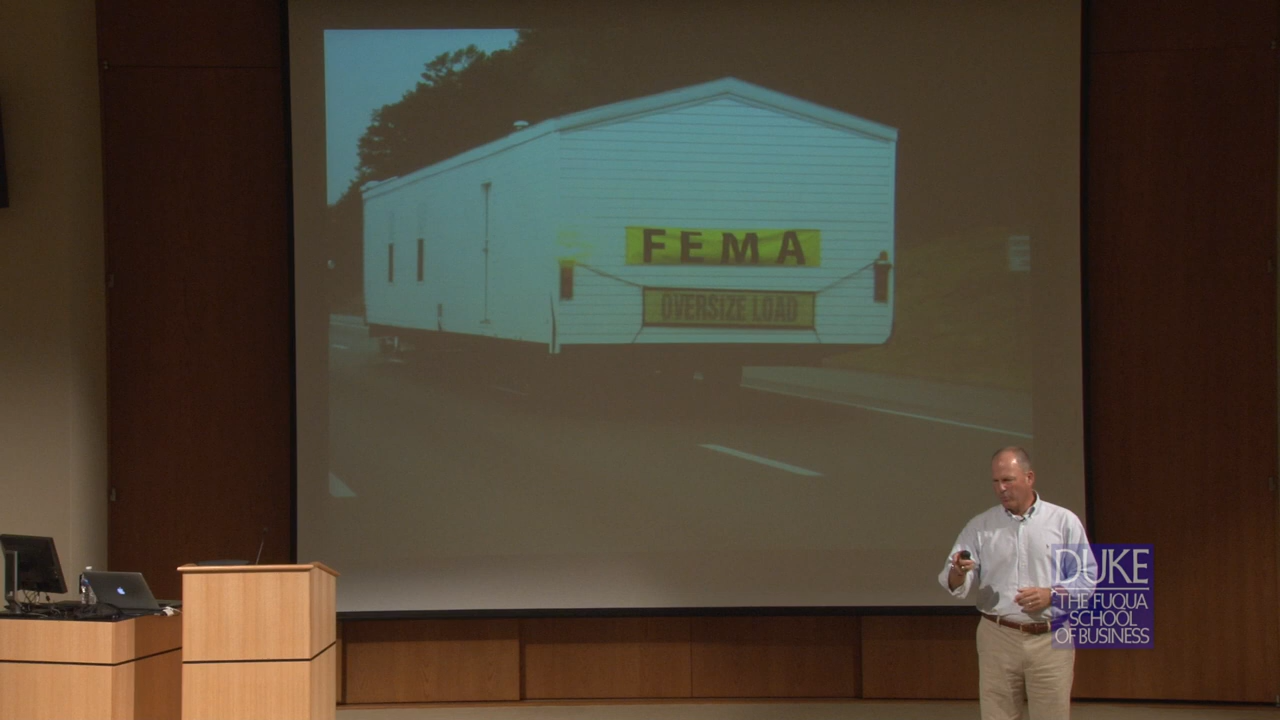 FEMA
OVERSIZE LOAD
DUKE
THE FUQUA
SCHOOL
OF BUSINESS